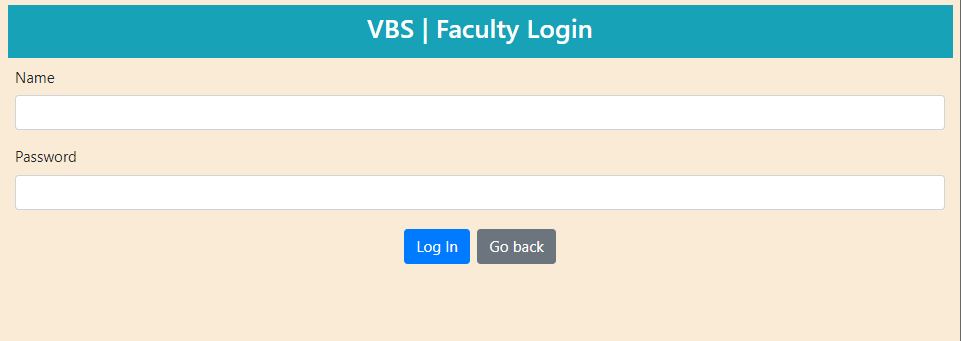 VBS | Faculty Login
Name
Password
Log In Go back